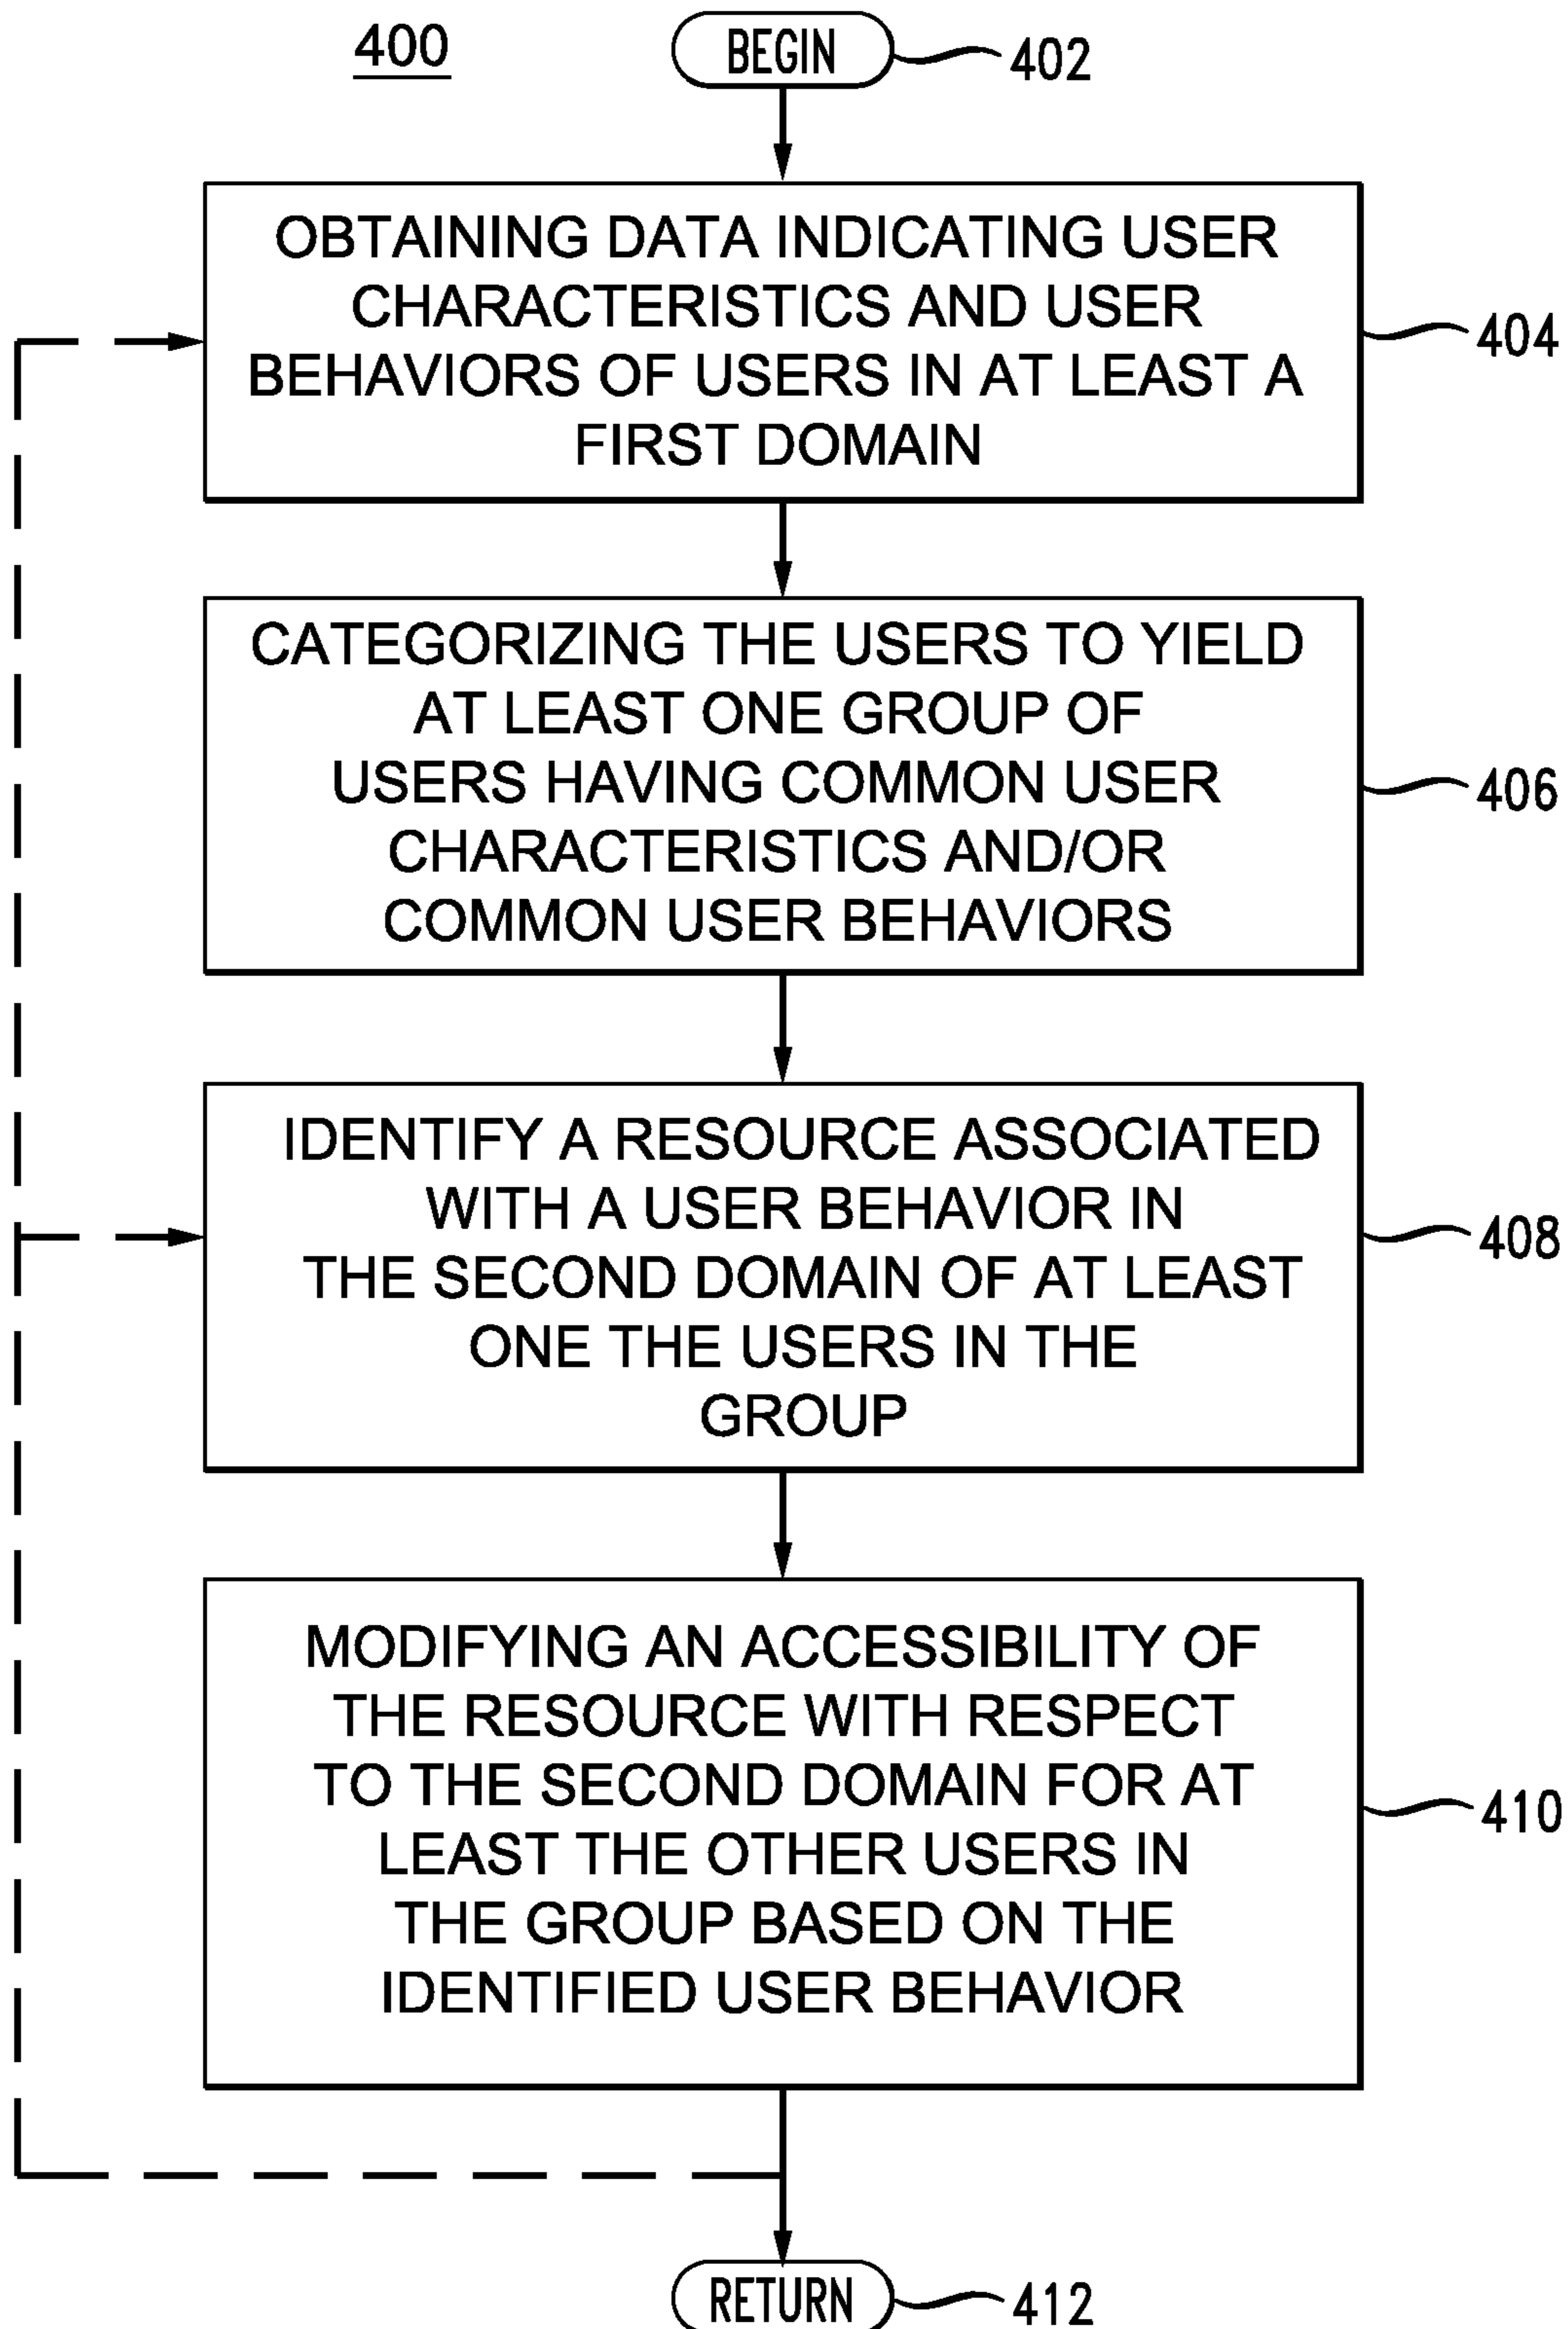 400
BEGIN
402
OBTAINING DATA INDICATING USER
CHARACTERISTICS AND USER
BEHAVIORS OF USERS IN AT LEAST A
FIRST DOMAIN
404
CATEGORIZING THE USERS TO YIELD
AT LEAST ONE GROUP OF
USERS HAVING COMMON USER
CHARACTERISTICS AND/OR
COMMON USER BEHAVIORS
406
IDENTIFY A RESOURCE ASSOCIATED
WITH A USER BEHAVIOR IN
THE SECOND DOMAIN OF AT LEAST
ONE THE USERS IN THE
GROUP
408
MODIFYING AN ACCESSIBILITY OF
THE RESOURCE WITH RESPECT
TO THE SECOND DOMAIN FOR AT
LEAST THE OTHER USERS IN
THE GROUP BASED ON THE
IDENTIFIED USER BEHAVIOR
410
RETURN
412